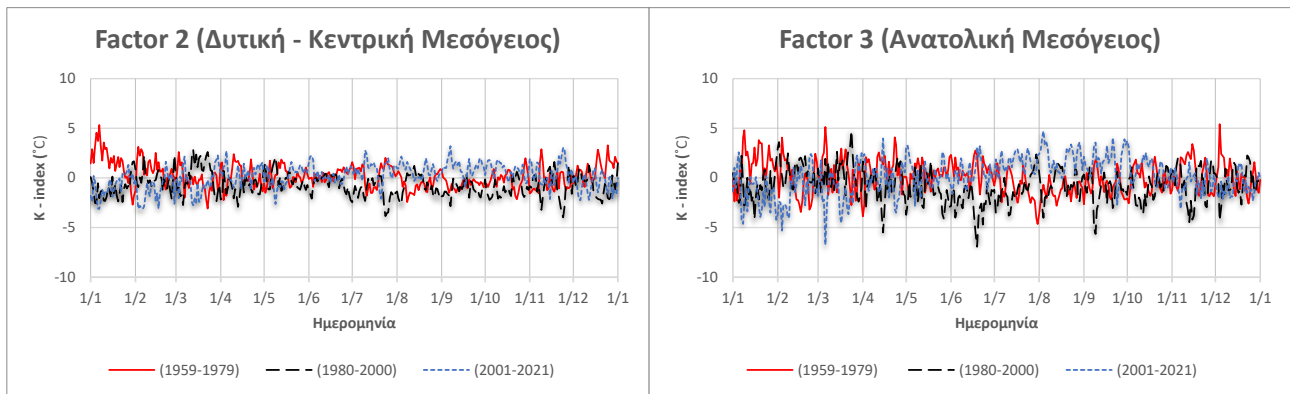 Factor 2 (Δυτική - Κεντρική Μεσόγειος)
10
5
0
-5
-10
K - index (˚C)
1/1 1/2 1/3 1/4 1/5 1/6 1/7 1/8 1/9 1/10 1/11 1/12 1/1
Ημερομηνία
(1959-1979) (1980-2000) (2001-2021)
Factor 3 (Ανατολική Μεσόγειος)
10
5
0
-5
-10
K - index (˚C)
1/1 1/2 1/3 1/4 1/5 1/6 1/7 1/8 1/9 1/10 1/11 1/12 1/1
Ημερομηνία
(1959-1979) (1980-2000) (2001-2021)